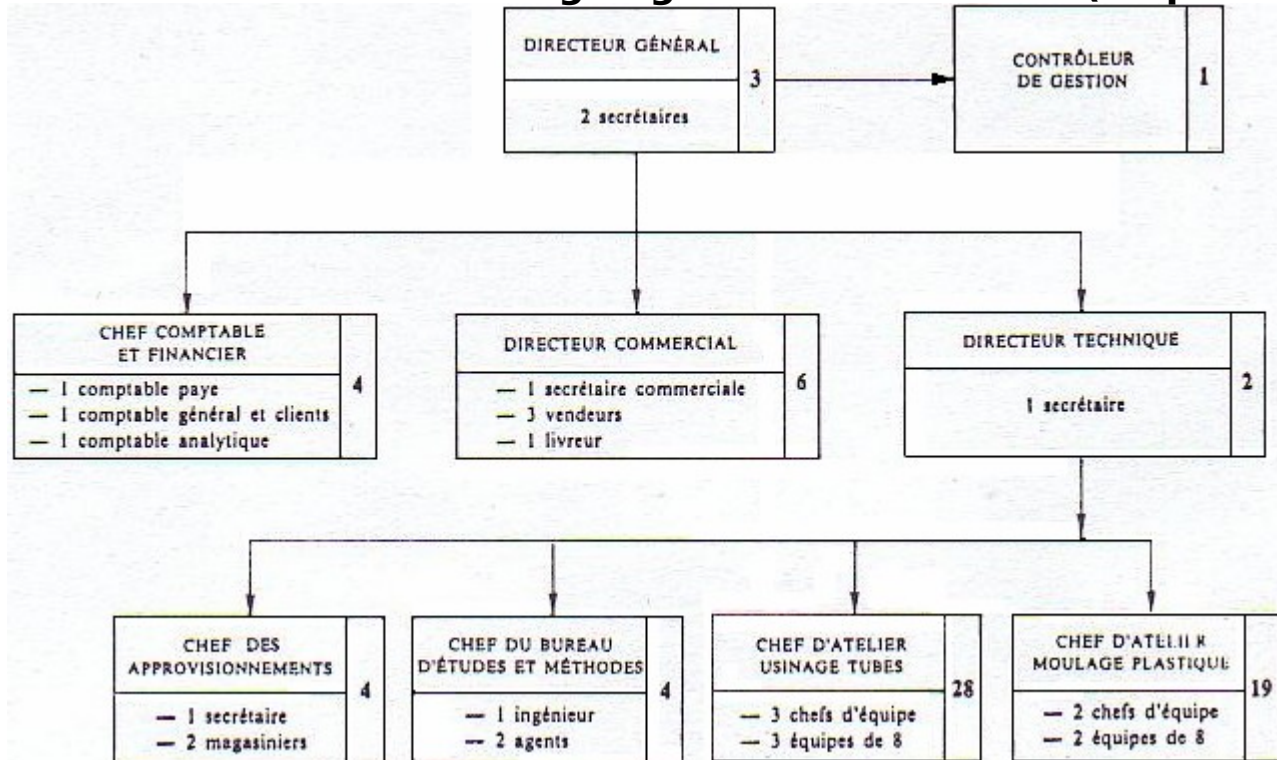 DIRECTEUR GÉNÉRAL
3
2 secrétaires
CONTRÔLEUR
DE GESTION
1
CHEF COMPTABLE
ET FINANCIER
4
— 1 comptable paye
— 1 comptable général et clients
— 1 comptable analytique
DIRECTEUR COMMERCIAL
6
— 1 secrétaire commerciale
— 3 vendeurs
— 1 livreur
DIRECTEUR TECHNIQUE
2
1 secrétaire
CHEF DES
APPROVISIONNEMENTS
4
— 1 secrétaire
— 2 magasiniers
CHEF DU BUREAU
D'ÉTUDES ET MÉTHODES
4
— 1 ingénieur
— 2 agents
CHEF D'ATELIER
USINAGE TUBES
28
— 3 chefs d'équipe
— 3 équipes de 8
CHEF D'ATELIER
MOULAGE PLASTIQUE
19
— 2 chefs d'équipe
— 2 équipes de 8